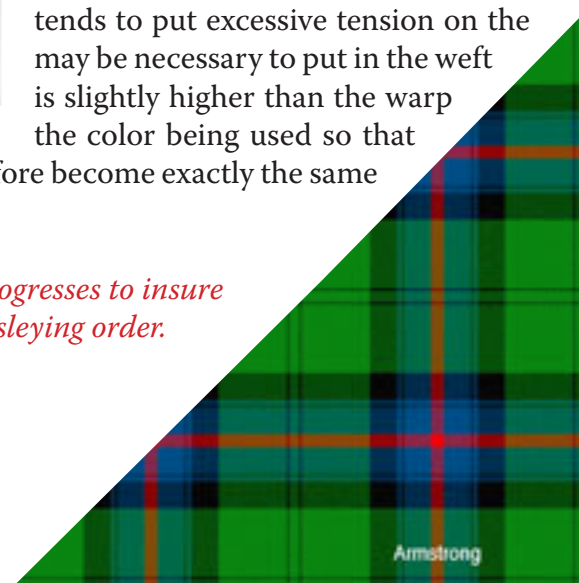 tends to put excessive tension on the
may be necessary to put in the weft
is slightly higher than the warp
the color being used so that
fore become exactly the same
ogresses to insure
sleying order.
Armstrong